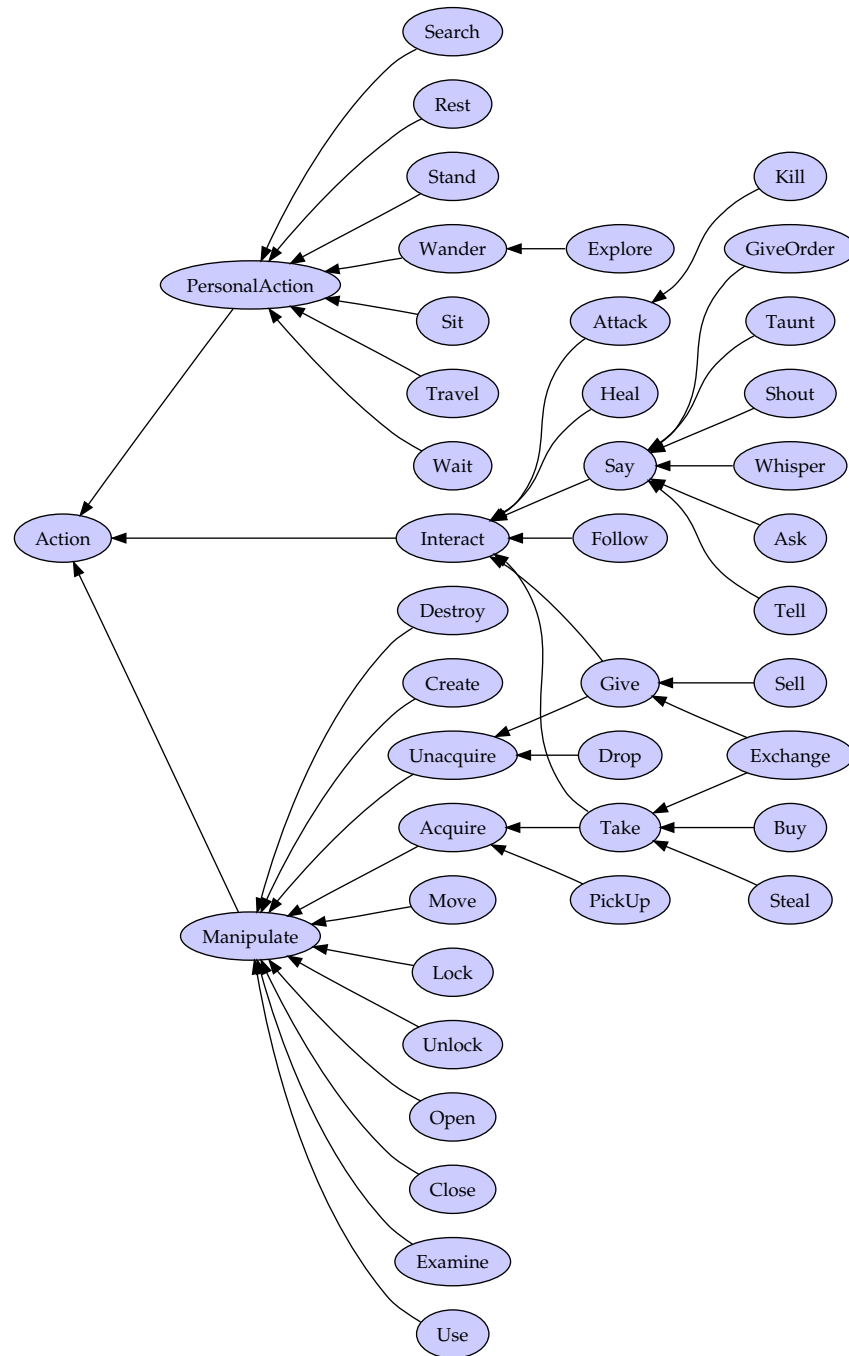 Search
Rest
Stand
Kill
Wander
Explore
GiveOrder
PersonalAction
Sit
Attack
Taunt
Travel
Heal
Shout
Wait
Say
Whisper
Action
Interact
Follow
Ask
Destroy
Tell
Create
Give
Sell
Unacquire
Drop
Exchange
Acquire
Take
Buy
Move
PickUp
Steal
Manipulate
Lock
Unlock
Open
Close
Examine
Use